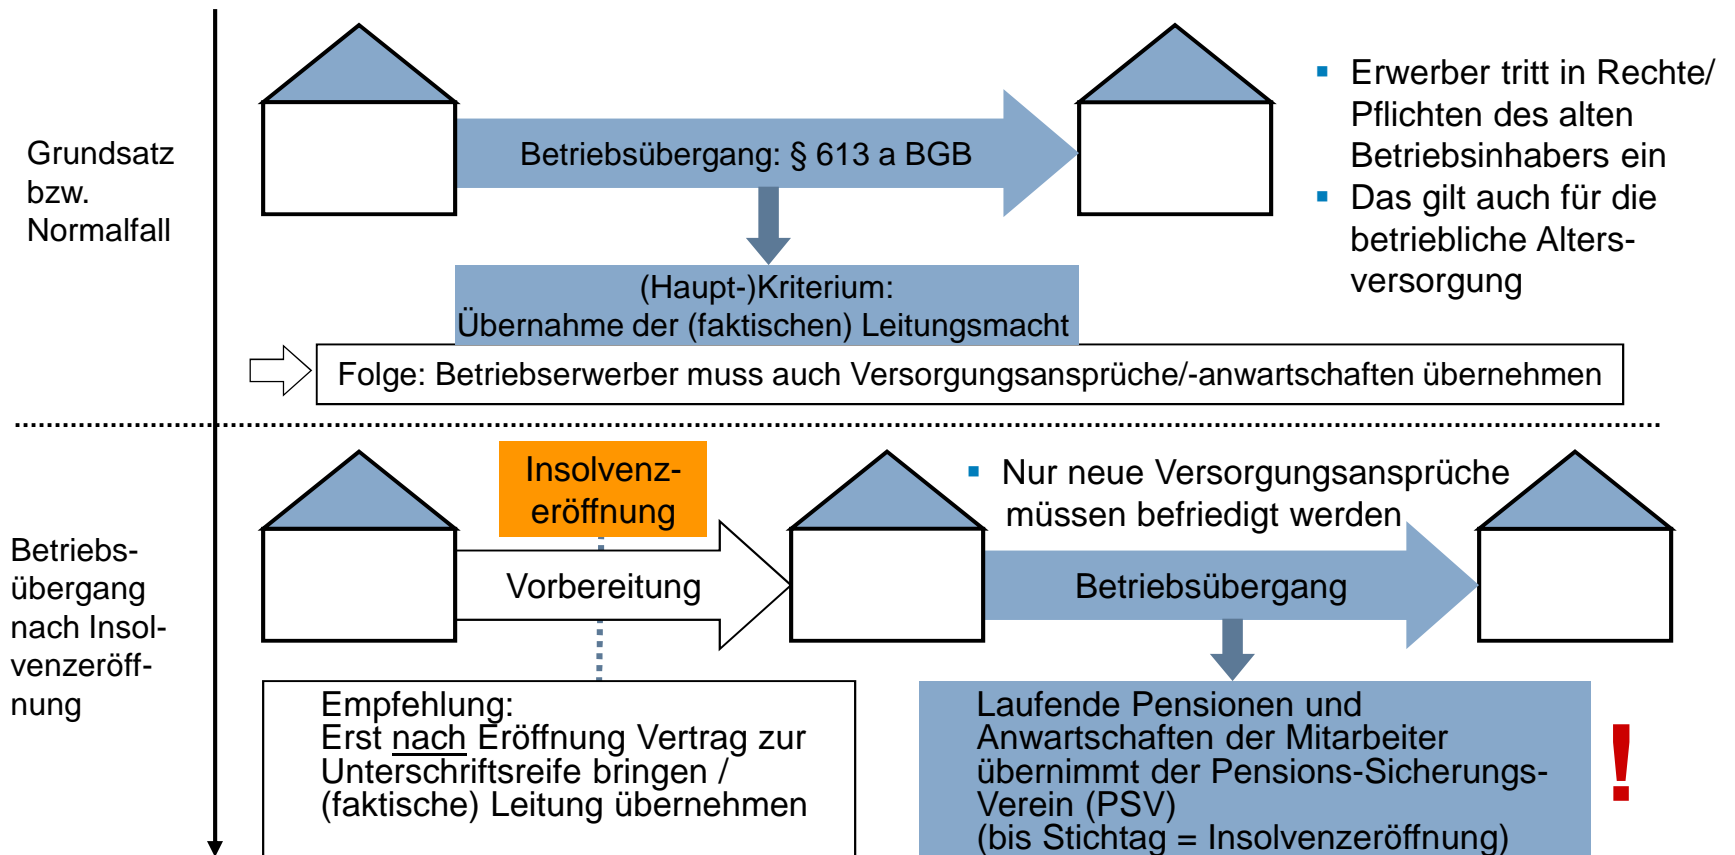 Grundsatz
bzw.
Normalfall
Betriebsübergang: § 613 a BGB
(Haupt-)Kriterium:
Übernahme der (faktischen) Leitungsmacht
▪ Erwerber tritt in Rechte/
Pflichten des alten
Betriebsinhabers ein
▪ Das gilt auch für die
betriebliche Alters-
versorgung
Folge: Betriebserwerber muss auch Versorgungsansprüche/-anwartschaften übernehmen
Betriebs-
übergang
nach Insol-
venzeröff-
nung
Insolvenz-
eröffnung
Vorbereitung
▪ Nur neue Versorgungsansprüche
müssen befriedigt werden
Betriebsübergang
Empfehlung:
Erst nach Eröffnung Vertrag zur
Unterschriftsreife bringen /
(faktische) Leitung übernehmen
Laufende Pensionen und
Anwartschaften der Mitarbeiter
übernimmt der Pensions-Sicherungs-
Verein (PSV)
(bis Stichtag = Insolvenzeröffnung)
!